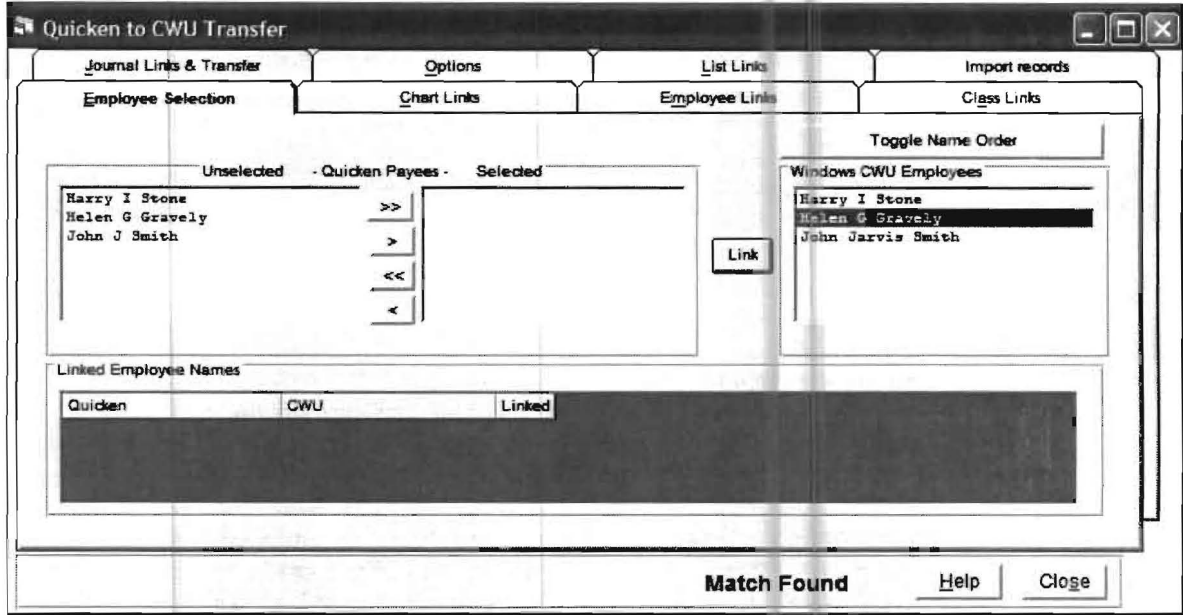 Quicken to CWU Transfer
Journal Links & Transfer Options List Links Import records
Employee Selection Chart Links Employee Links Class Links
Toggle Name Order
Unselected - Quicken Payees - Selected Windows CWU Employees
Harry I Stone >> Harry I Stone
Helen G Gravely Helen G Gravely
John J Smith > John Jarvis Smith
Link
<<
<
Linked Employee Names
Quicken CWU Linked
Match Found Help Close